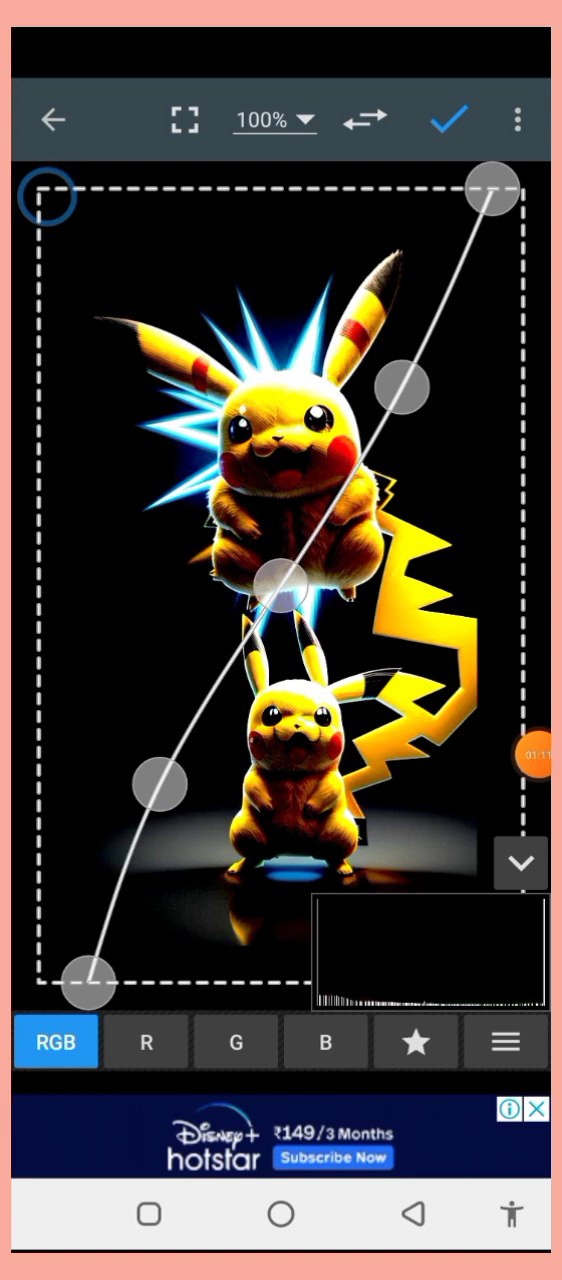 100%
01:11
RGB
R
G
B
Disney+
hotstar
₹149/3 Months
Subscribe Now